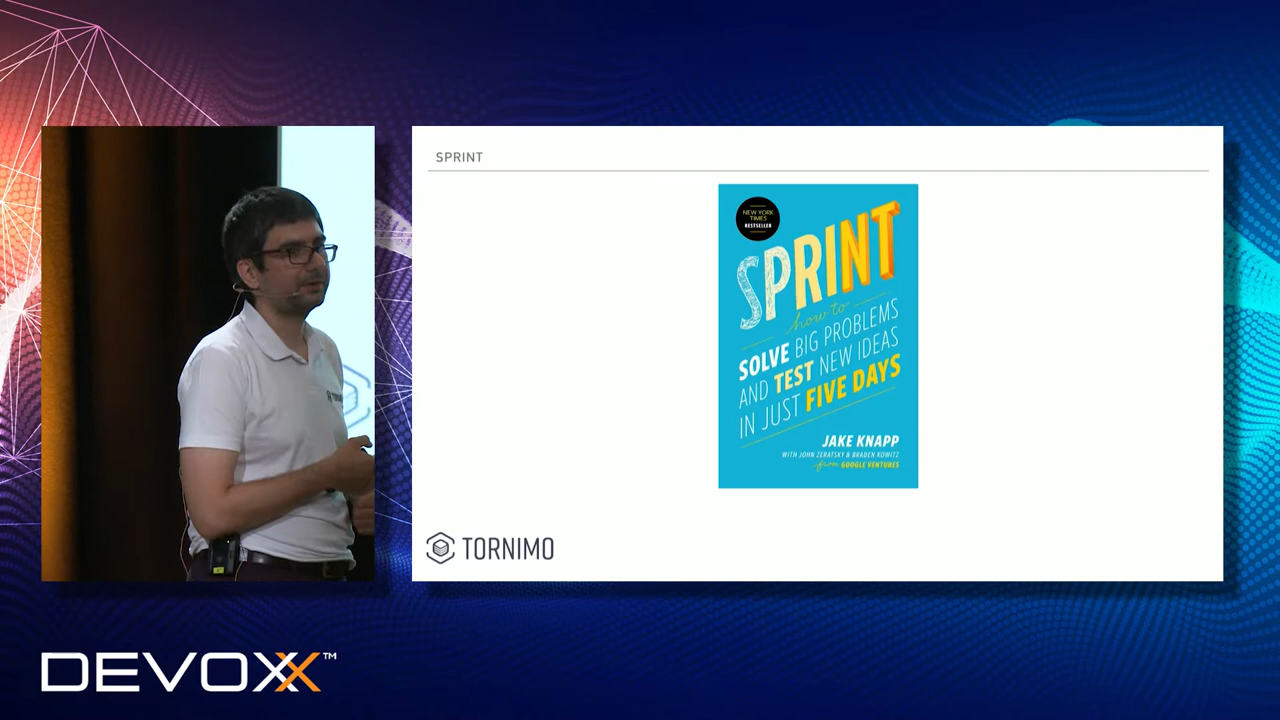 SPRINT
NEW YORK
TIMES
BESTSELLER
SPRINT
how to
SOLVE BIG PROBLEMS
AND TEST NEW IDEAS
IN JUST FIVE DAYS
JAKE KNAPP
WITH JOHN ZERATSKY & BRADEN KOWITZ
from GOOGLE VENTURES
TORNIMO
DEVOXX™